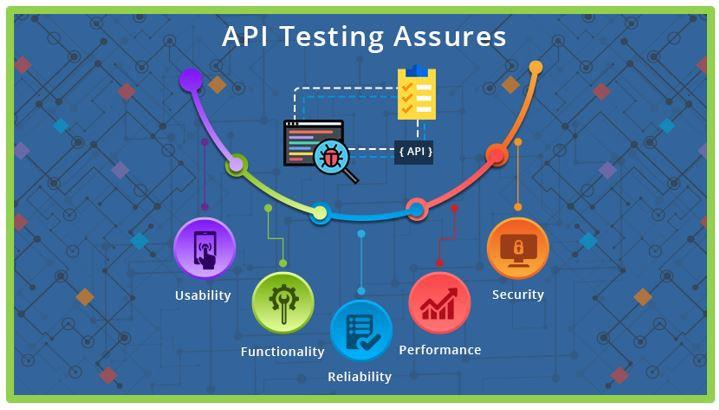 API Testing Assures
{ API }
Usability
Functionality
Reliability
Performance
Security